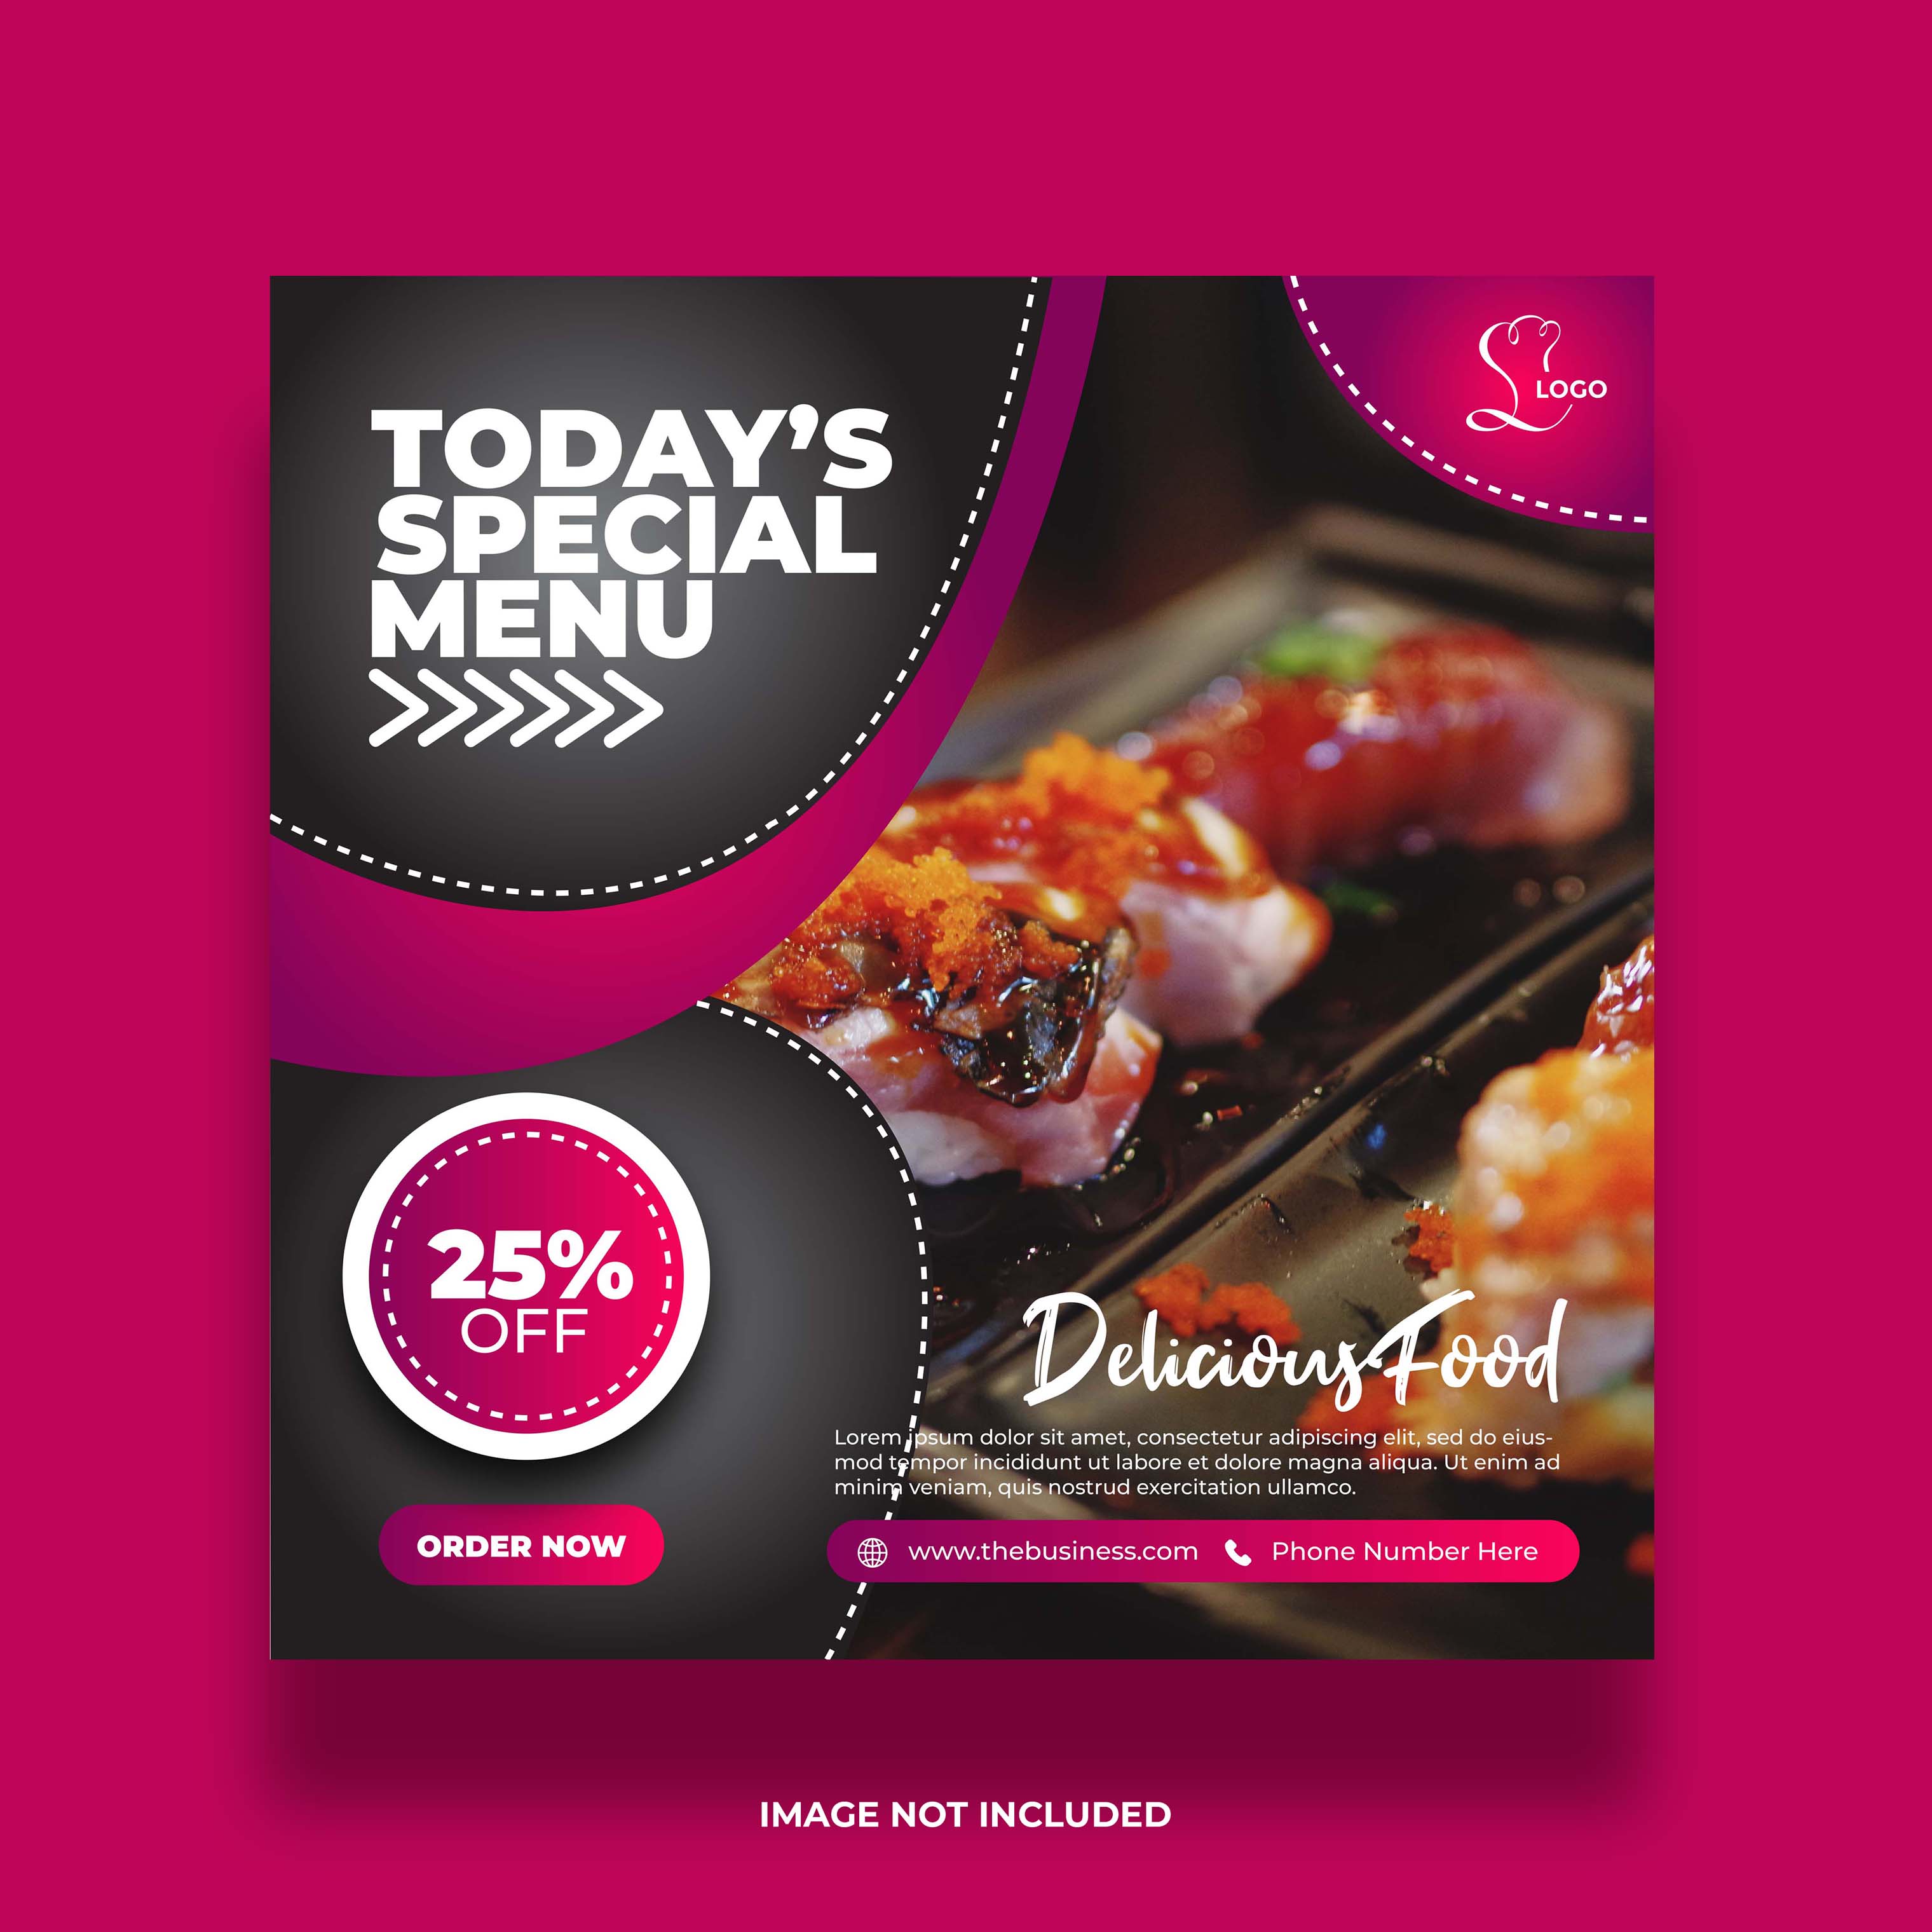 TODAY’S
SPECIAL
MENU
LOGO
25%
OFF
ORDER NOW
Delicious Food
Lorem ipsum dolor sit amet, consectetur adipiscing elit, sed do eius-
mod tempor incididunt ut labore et dolore magna aliqua. Ut enim ad
minim veniam, quis nostrud exercitation ullamco.
www.thebusiness.com Phone Number Here
IMAGE NOT INCLUDED